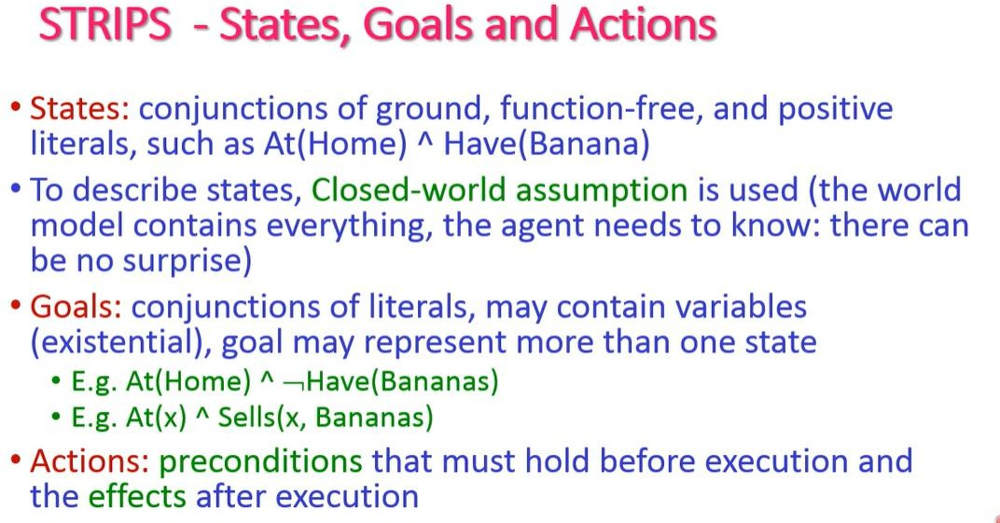 STRIPS - States, Goals and Actions
• States: conjunctions of ground, function-free, and positive
literals, such as At(Home) ^ Have(Banana)
• To describe states, Closed-world assumption is used (the world
model contains everything, the agent needs to know: there can
be no surprise)
• Goals: conjunctions of literals, may contain variables
(existential), goal may represent more than one state
• E.g. At(Home) ^ ¬Have(Bananas)
• E.g. At(x) ^ Sells(x, Bananas)
• Actions: preconditions that must hold before execution and
the effects after execution